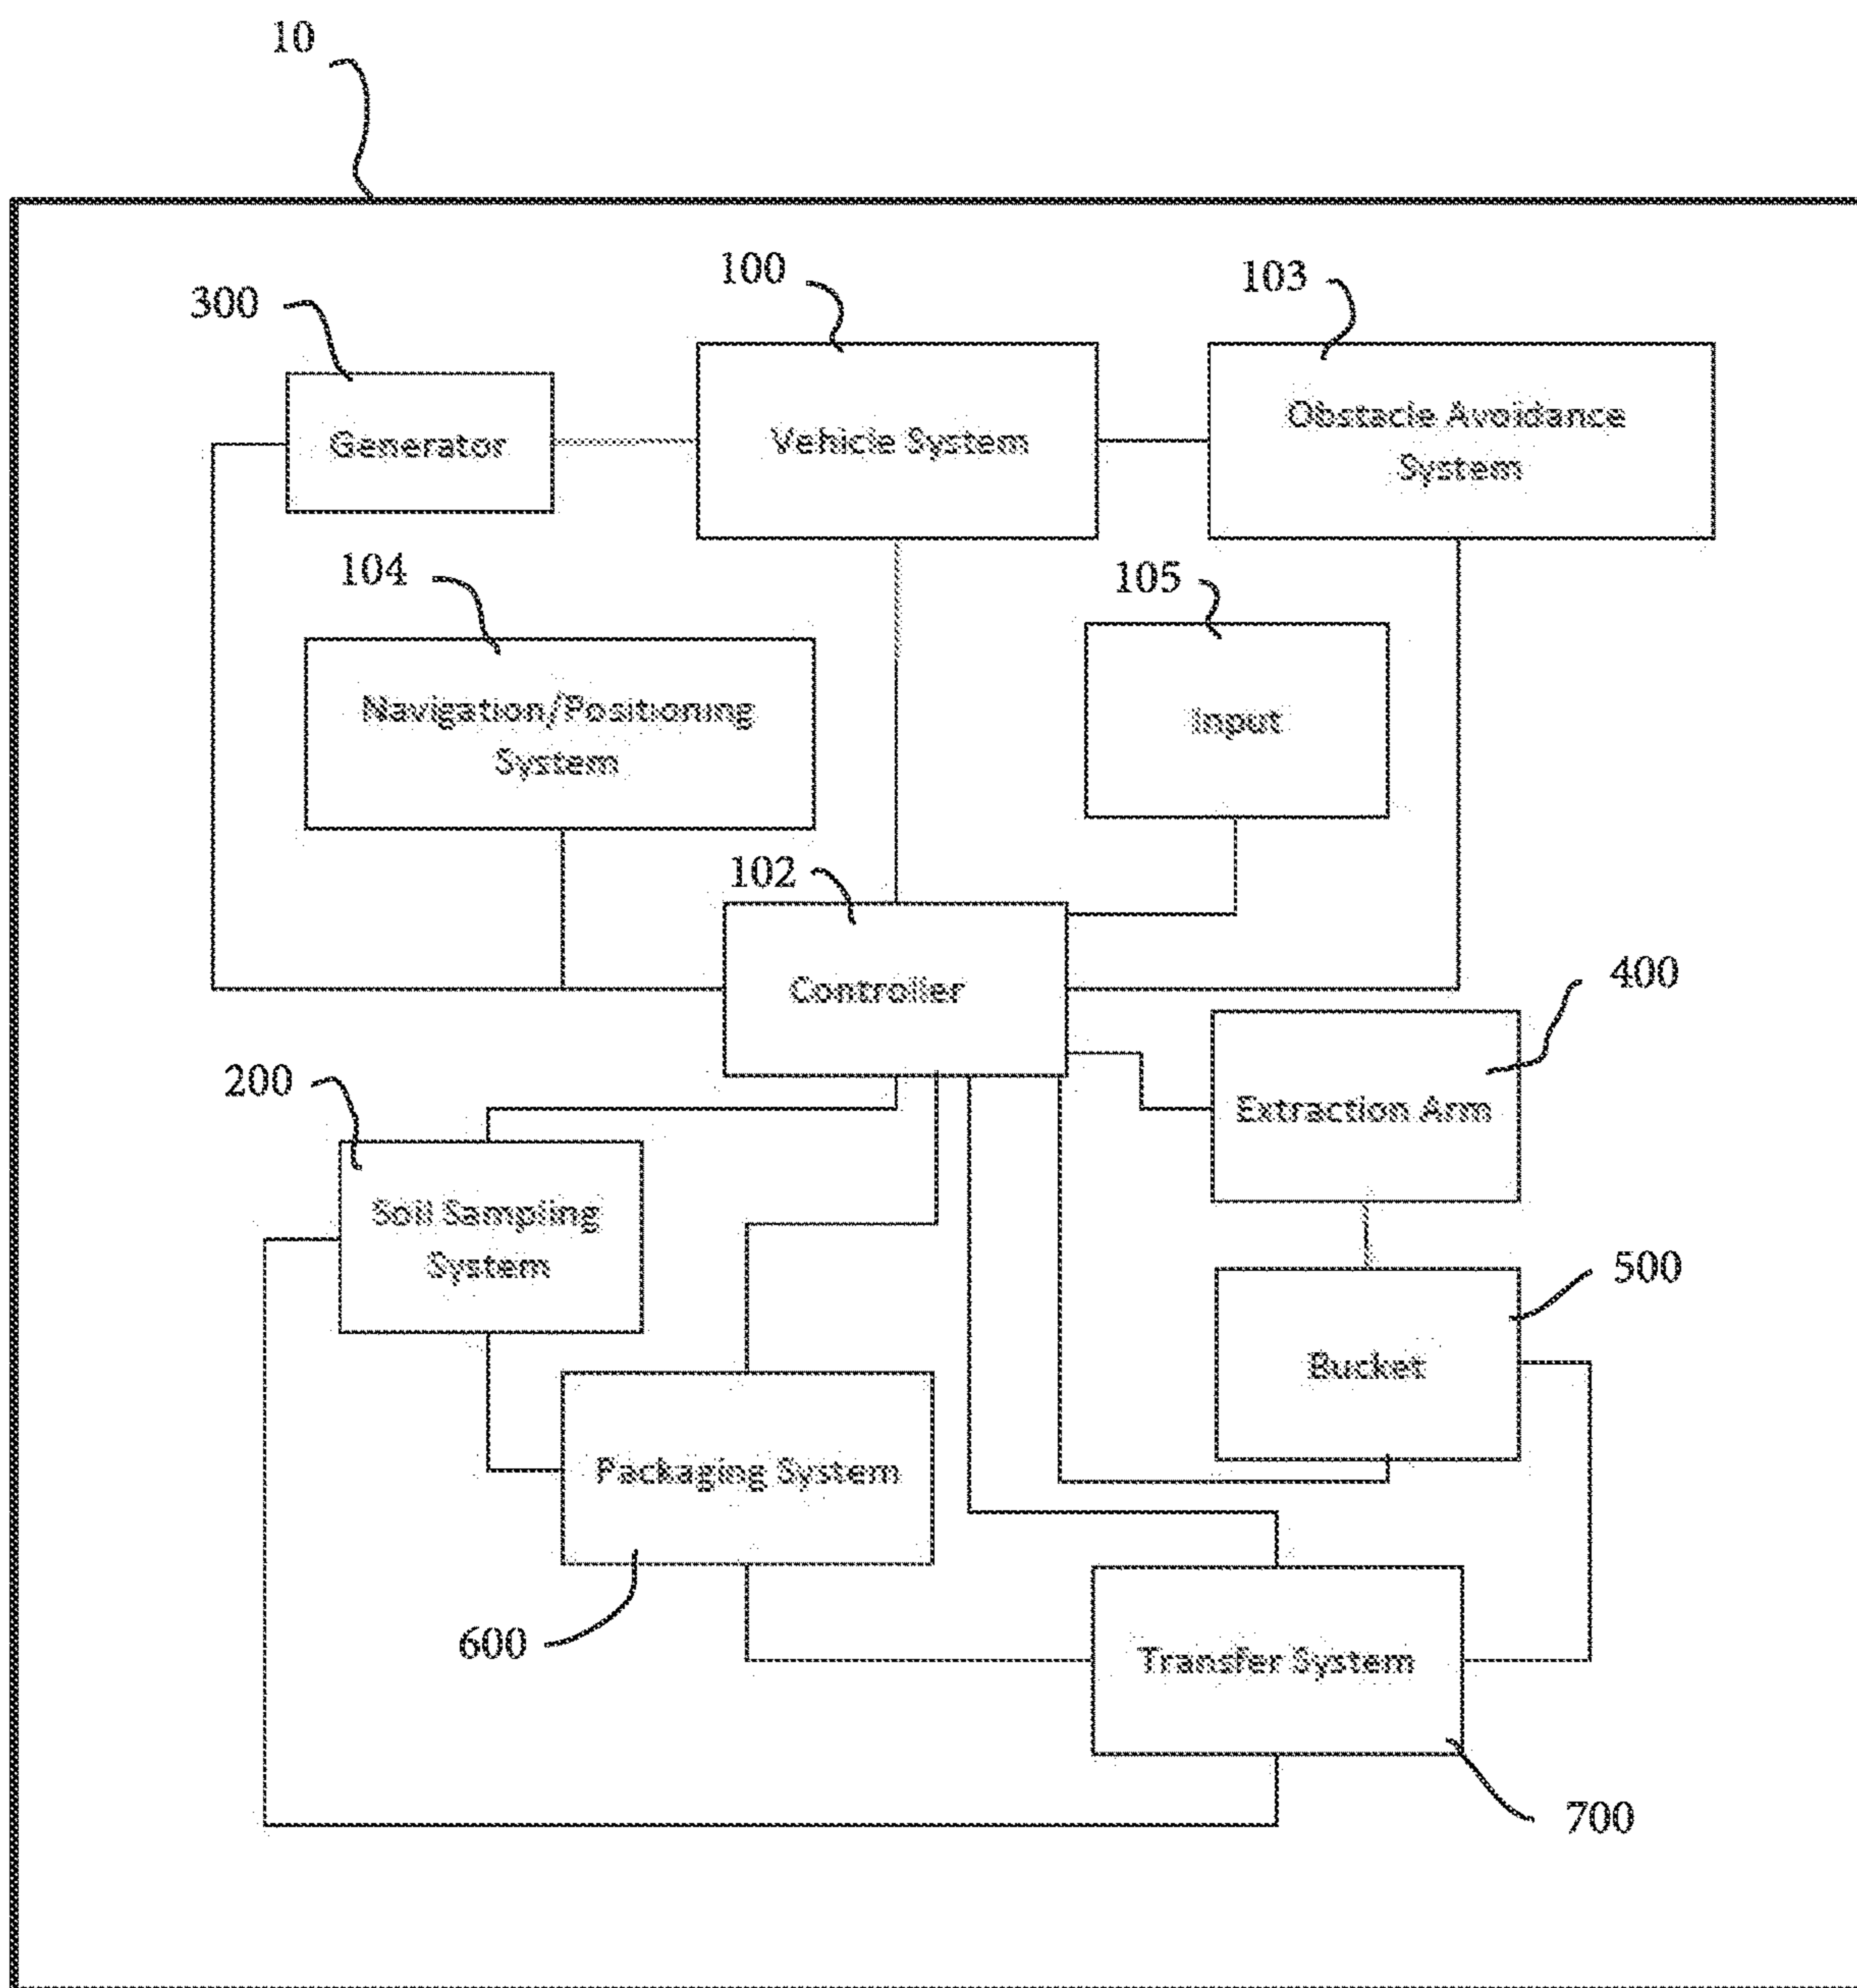 10
100
103
300
Generator
Vehicle System
Obstacle Avoidance
System
104
105
Navigation/Positioning
System
Input
102
Controller
400
200
Extraction Arm
Soil Sampling
System
500
Bucket
Packaging System
600
Transfer System
700